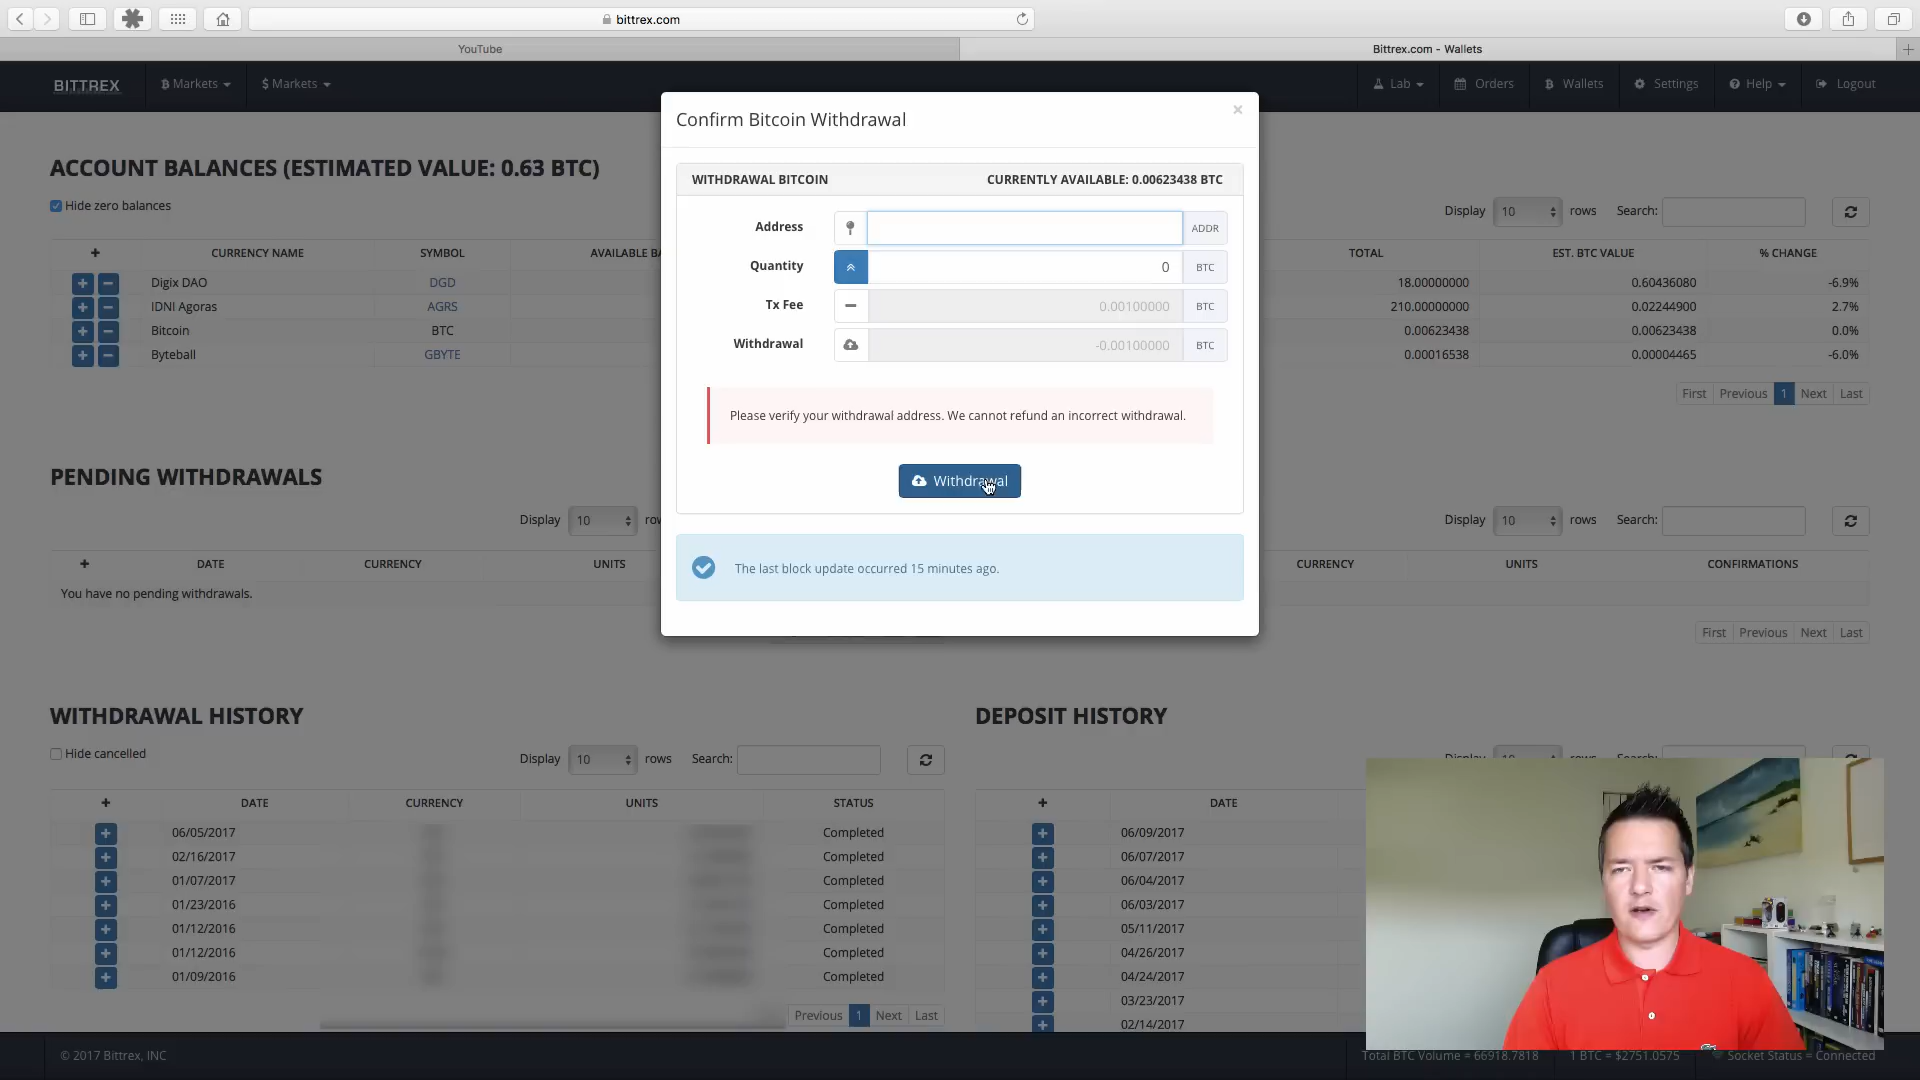 bittrex.com
YouTube
Bittrex.com - Wallets
BITTREX
Markets
$ Markets
Lab
Orders
Wallets
Settings
Help
Logout
Confirm Bitcoin Withdrawal
×
WITHDRAWAL BITCOIN
CURRENTLY AVAILABLE: 0.00623438 BTC
Address
ADDR
Quantity
0
BTC
Tx Fee
0.00100000
BTC
Withdrawal
-0.00100000
BTC
Please verify your withdrawal address. We cannot refund an incorrect withdrawal.
Withdrawal
The last block update occurred 15 minutes ago.
ACCOUNT BALANCES (ESTIMATED VALUE: 0.63 BTC)
Hide zero balances
Display 10 rows Search:
+ CURRENCY NAME SYMBOL AVAILABLE BA TOTAL EST. BTC VALUE % CHANGE
Digix DAO DGD 18.00000000 0.60436080 -6.9%
IDNI Agoras AGRS 210.00000000 0.02244900 2.7%
Bitcoin BTC 0.00623438 0.00623438 0.0%
Byteball GBYTE 0.00016538 0.00004465 -6.0%
First Previous 1 Next Last
PENDING WITHDRAWALS
Display 10 row
Display 10 rows Search:
+ DATE CURRENCY UNITS
CURRENCY UNITS CONFIRMATIONS
You have no pending withdrawals.
First Previous Next Last
WITHDRAWAL HISTORY
Hide cancelled
Display 10 rows Search:
+ DATE CURRENCY UNITS STATUS
06/05/2017 Completed
02/16/2017 Completed
01/07/2017 Completed
01/23/2016 Completed
01/12/2016 Completed
01/12/2016 Completed
01/09/2016 Completed
Previous 1 Next Last
DEPOSIT HISTORY
Display 10 rows Search:
+ DATE
06/09/2017
06/07/2017
06/04/2017
06/03/2017
05/11/2017
04/26/2017
04/24/2017
03/23/2017
02/14/2017
© 2017 Bittrex, INC
Total BTC Volume = 66918.7818
1 BTC = $2751.0575
Socket Status = Connected